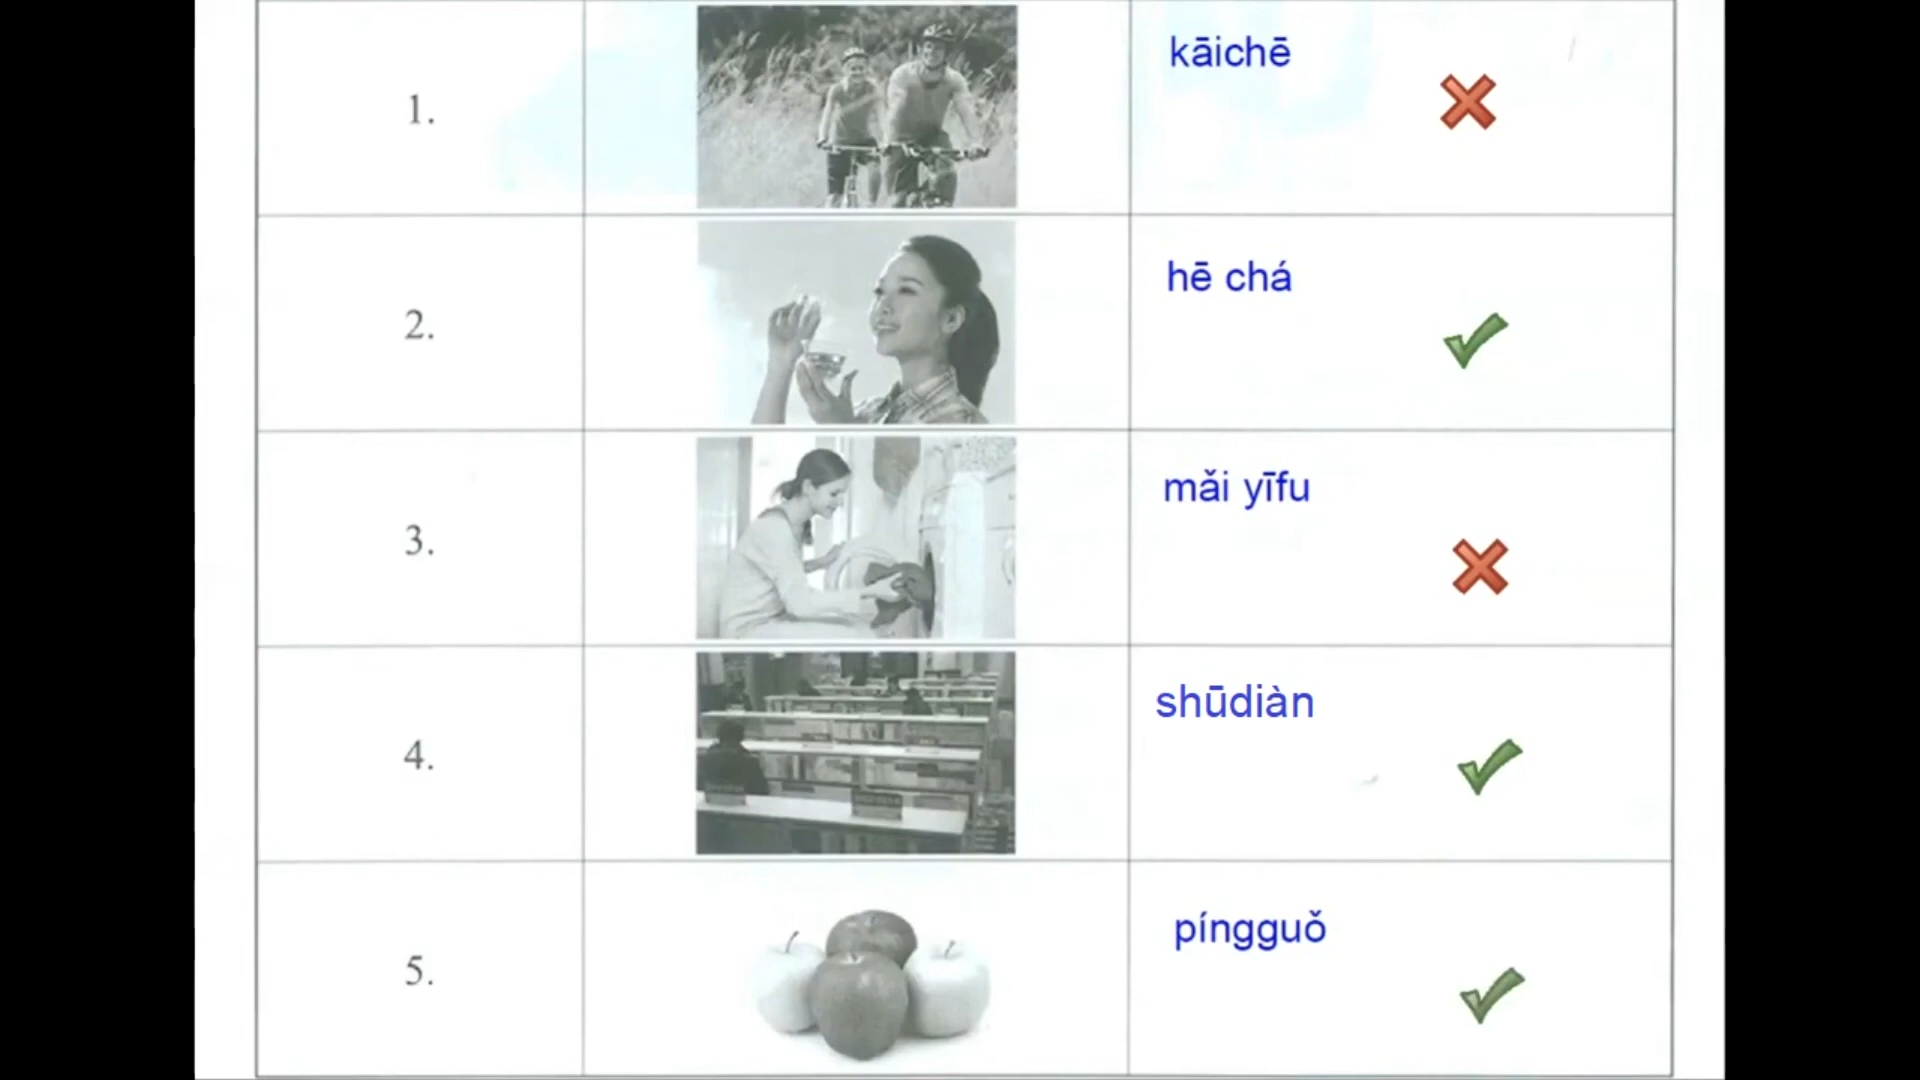 1.
kāichē
2.
hē chá
3.
mǎi yīfu
4.
shūdiàn
5.
píngguǒ